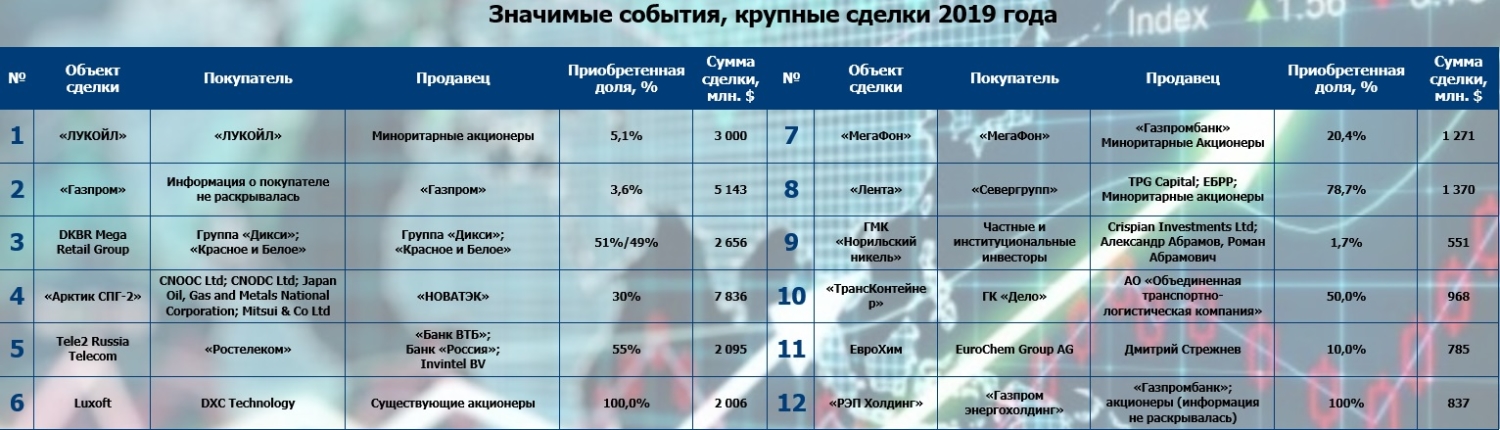 Значимые события, крупные сделки 2019 года
Index
1.56
№
Объект
сделки
Покупатель
Продавец
Приобретенная
доля, %
Сумма
сделки,
млн. $
№
Объект
сделки
Покупатель
Продавец
Приобретенная
доля, %
Сумма
сделки,
млн. $
1
«ЛУКОЙЛ»
«ЛУКОЙЛ»
Миноритарные акционеры
5,1%
3 000
7
«МегаФон»
«МегаФон»
«Газпромбанк»
Миноритарные Акционеры
20,4%
1 271
2
«Газпром»
Информация о покупателе
не раскрывалась
«Газпром»
3,6%
5 143
8
«Лента»
«Севергрупп»
TPG Capital; ЕБРР;
Миноритарные акционеры
78,7%
1 370
3
DKBR Mega
Retail Group
Группа «Дикси»;
«Красное и Белое»
Группа «Дикси»;
«Красное и Белое»
51%/49%
2 656
9
ГМК
«Норильский
никель»
Частные и
институциональные
инвесторы
Crispian Investments Ltd;
Александр Абрамов, Роман
Абрамович
1,7%
551
4
«Арктик СПГ-2»
CNOOC Ltd; CNODC Ltd; Japan
Oil, Gas and Metals National
Corporation; Mitsui & Co Ltd
«НОВАТЭК»
30%
7 836
10
«ТрансКонтейне
р»
ГК «Дело»
АО «Объединенная
транспортно-
логистическая компания»
50,0%
968
5
Tele2 Russia
Telecom
«Ростелеком»
«Банк ВТБ»;
Банк «Россия»;
Invintel BV
55%
2 095
11
ЕвроХим
EuroChem Group AG
Дмитрий Стрежнев
10,0%
785
6
Luxoft
DXC Technology
Существующие акционеры
100,0%
2 006
12
«РЭП Холдинг»
«Газпром
энергохолдинг»
«Газпромбанк»;
акционеры (информация
не раскрывалась)
100%
837